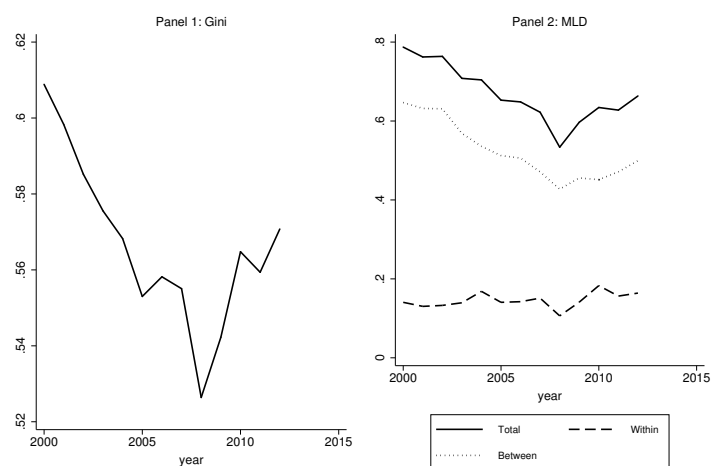 Panel 1: Gini
.62
.6
.58
.56
.54
.52
2000 2005 2010 2015
year
Panel 2: MLD
.8
.6
.4
.2
0
2000 2005 2010 2015
year
Total Within
Between